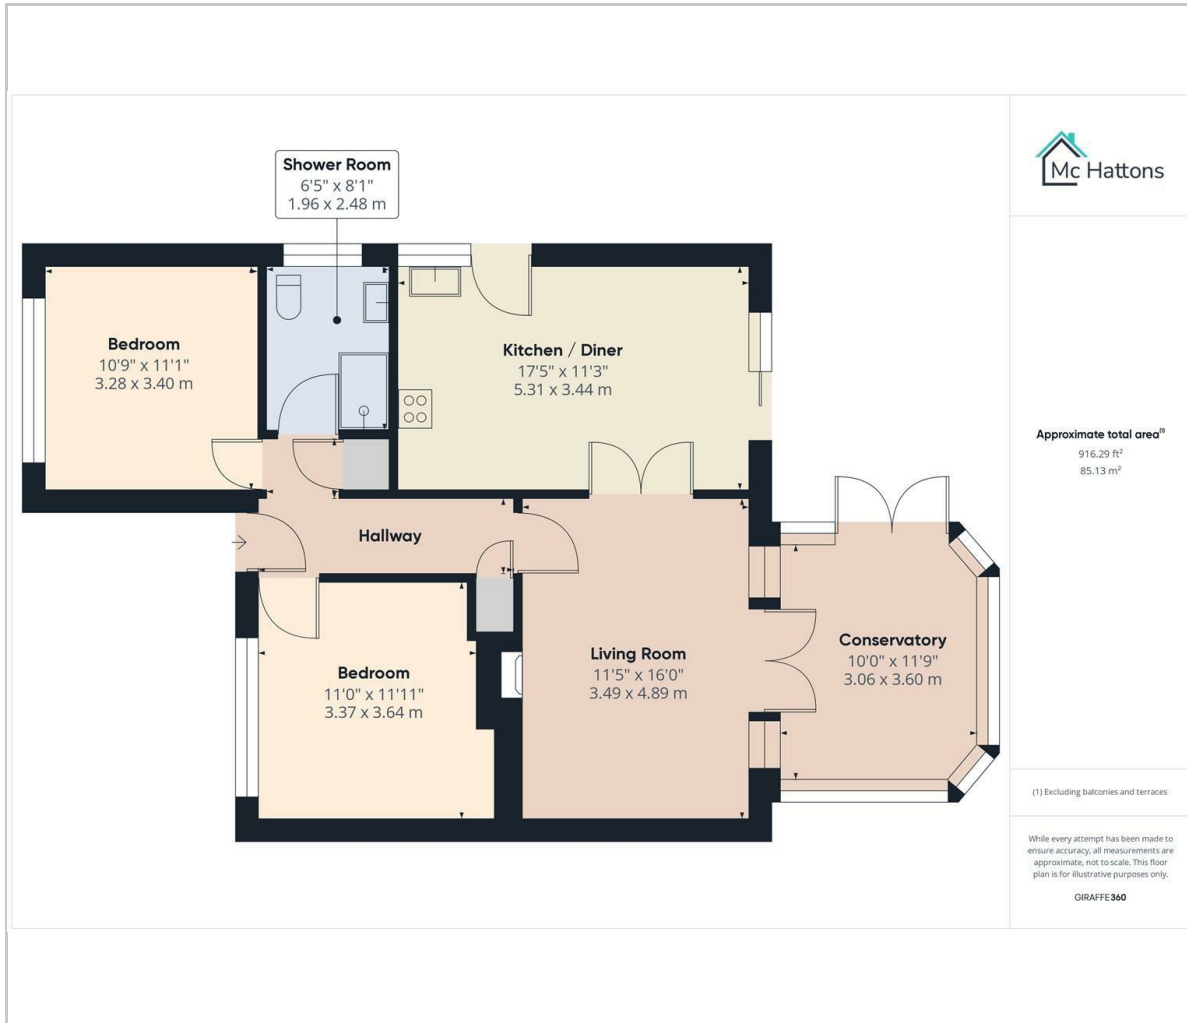 Shower Room
6'5" x 8'1"
1.96 x 2.48 m
Bedroom
10'9" x 11'1"
3.28 x 3.40 m
Kitchen / Diner
17'5" x 11'3"
5.31 x 3.44 m
Hallway
Bedroom
11'0" x 11'11"
3.37 x 3.64 m
Living Room
11'5" x 16'0"
3.49 x 4.89 m
Conservatory
10'0" x 11'9"
3.06 x 3.60 m
Mc Hattons
Approximate total area⁽¹⁾
916.29 ft²
85.13 m²
(1) Excluding balconies and terraces
While every attempt has been made to
ensure accuracy, all measurements are
approximate, not to scale. This floor
plan is for illustrative purposes only.
GIRAFFE360